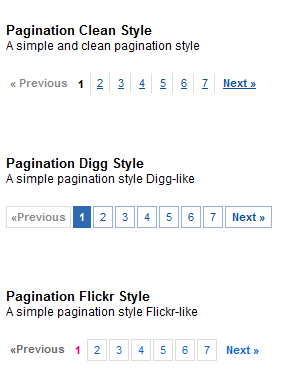 Pagination Clean Style
A simple and clean pagination style
« Previous 1 2 3 4 5 6 7 Next »
Pagination Digg Style
A simple pagination style Digg-like
«Previous 1 2 3 4 5 6 7 Next »
Pagination Flickr Style
A simple pagination style Flickr-like
«Previous 1 2 3 4 5 6 7 Next »